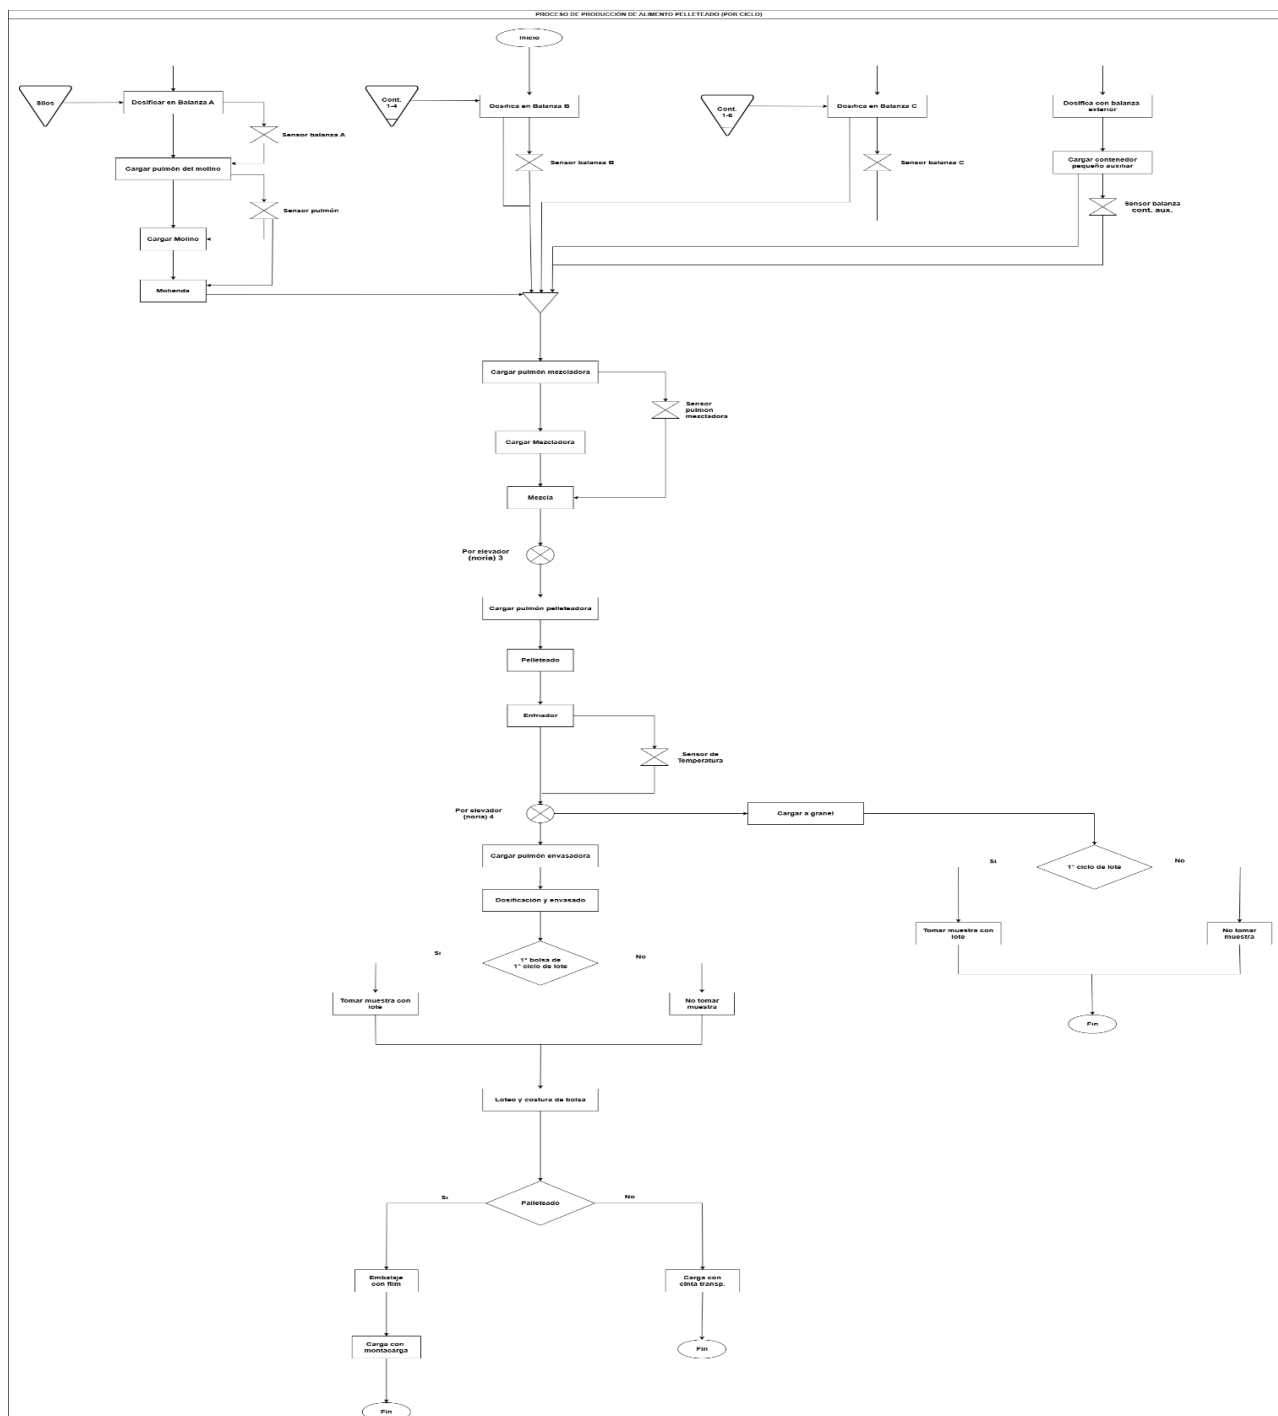 PROCESO DE PRODUCCIÓN DE ALIMENTO PELLETEADO (POR CICLO)
Inicio
Silos
Dosificar en Balanza A
Cont.
1-4
Dosifica en Balanza B
Cont.
1-6
Dosifica en Balanza C
Dosifica con balanza
exterior
Sensor balanza A
Cargar pulmón del molino
Sensor balanza B
Sensor balanza C
Cargar contenedor
pequeño auxiliar
Sensor pulmón
Sensor balanza
cont. aux.
Cargar Molino
Molienda
Cargar pulmón mezcladora
Sensor
pulmón
mezcladora
Cargar Mezcladora
Mezcla
Por elevador
(noria) 3
Cargar pulmón pelleteadora
Pelleteado
Enfriador
Sensor de
Temperatura
Por elevador
(noria) 4
Cargar a granel
Cargar pulmón envasadora
Si
1° ciclo de lote
No
Dosificación y envasado
Tomar muestra con
lote
No tomar
muestra
Si
1° bolsa de
1° ciclo de lote
No
Tomar muestra con
lote
No tomar
muestra
Fin
Loteo y costura de bolsa
Si
Palleteado
No
Embalaje
con film
Carga con
cinta transp.
Carga con
montacarga
Fin
Fin